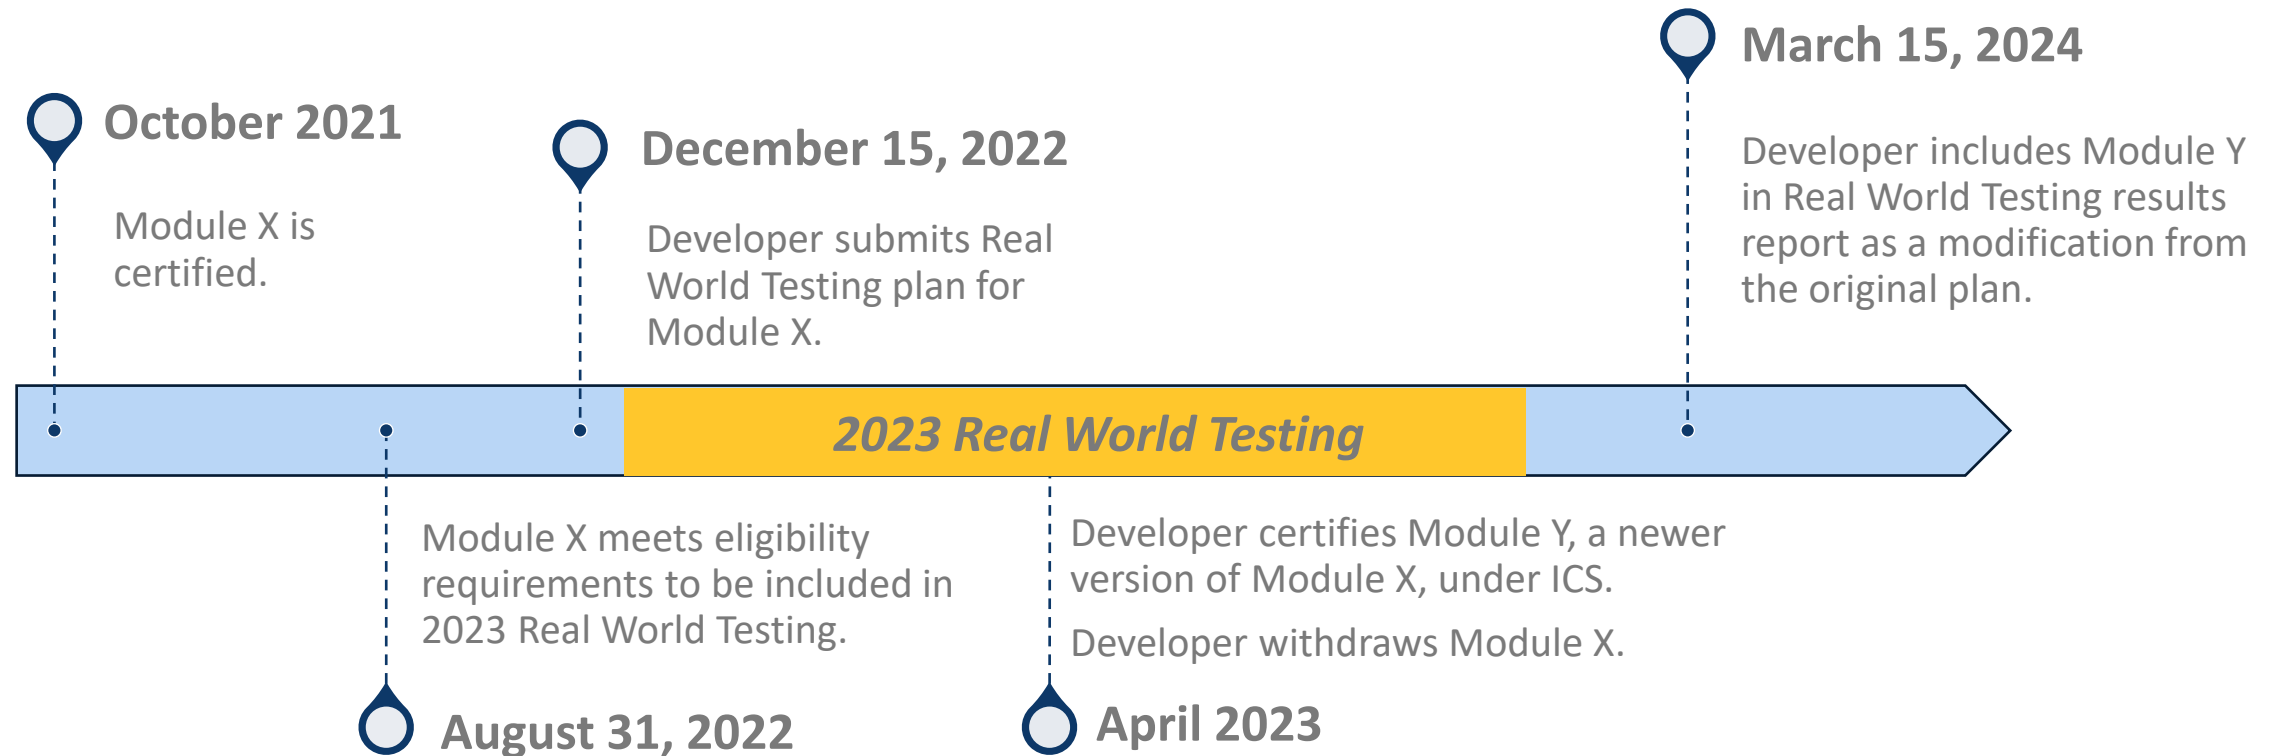 October 2021
Module X is
certified.
August 31, 2022
Module X meets eligibility
requirements to be included in
2023 Real World Testing.
December 15, 2022
Developer submits Real
World Testing plan for
Module X.
2023 Real World Testing
April 2023
Developer certifies Module Y, a newer
version of Module X, under ICS.
Developer withdraws Module X.
March 15, 2024
Developer includes Module Y
in Real World Testing results
report as a modification from
the original plan.